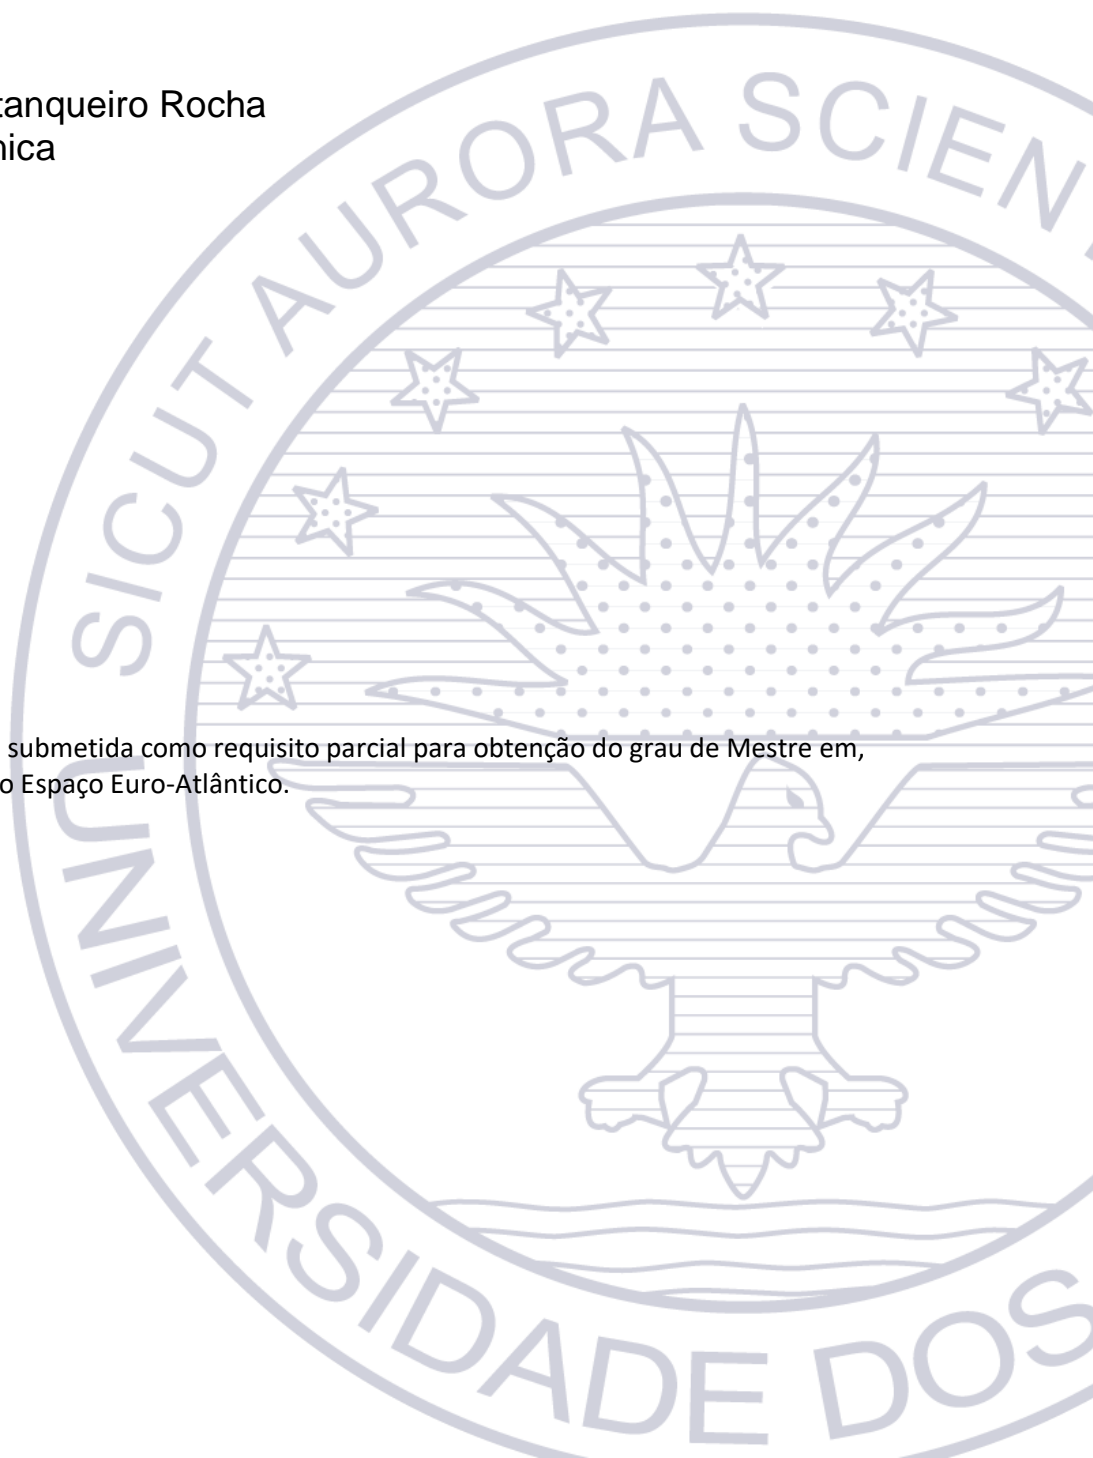 tanqueiro Rocha
nica
SICUT AURORA SCIEN
submetida como requisito parcial para obtenção do grau de Mestre em,
o Espaço Euro-Atlântico.
UNIVERSIDADE DOS